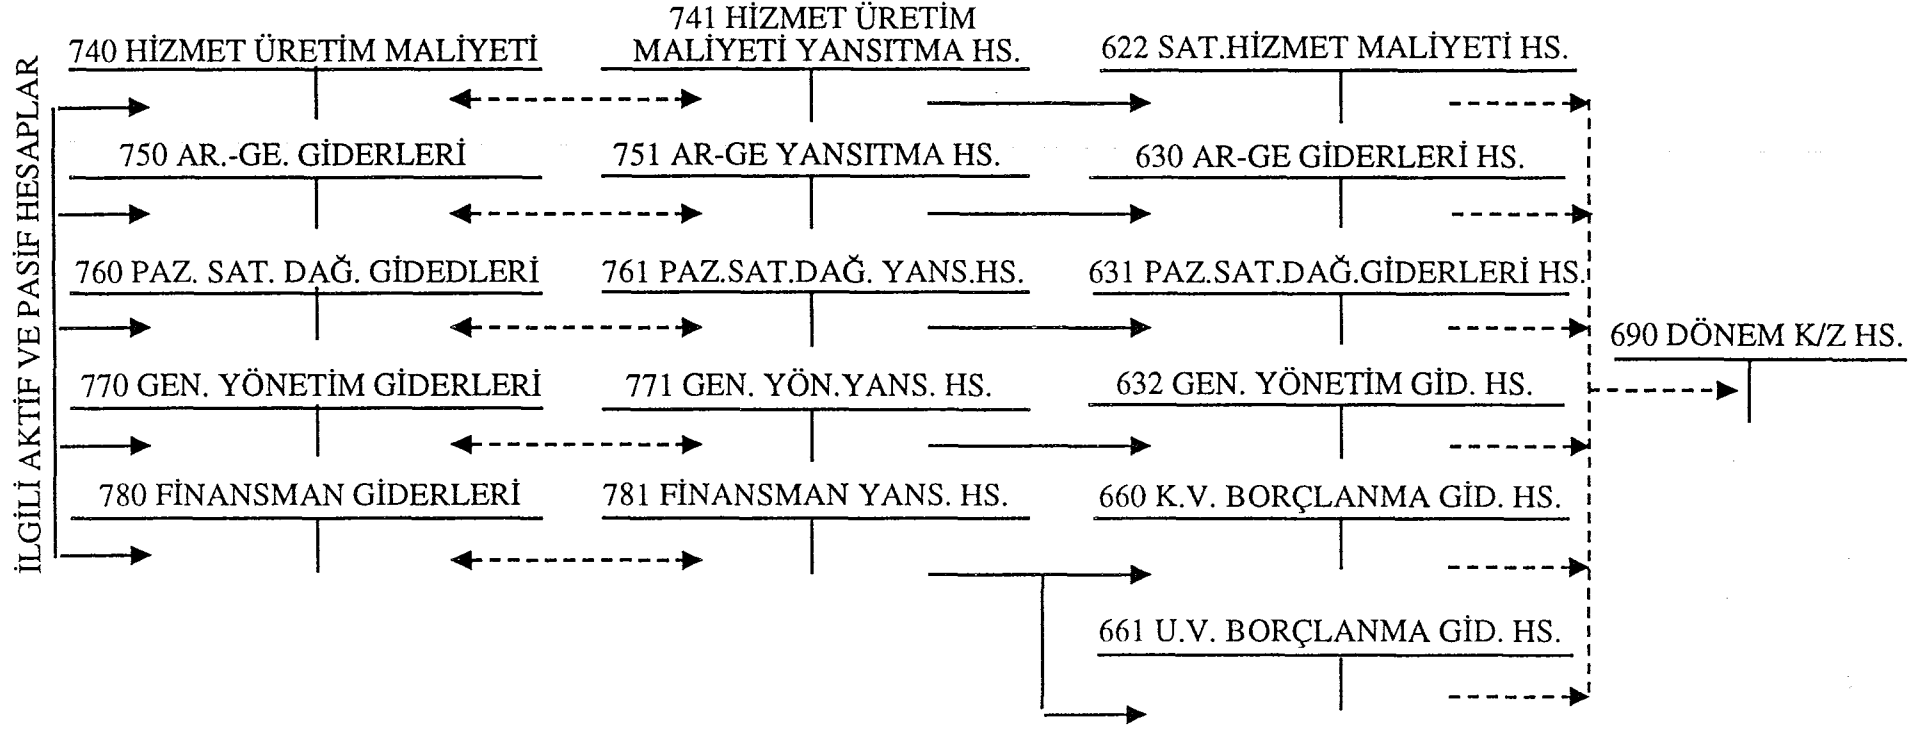 İLGİLİ AKTİF VE PASİF HESAPLAR
740 HİZMET ÜRETİM MALİYETİ
741 HİZMET ÜRETİM
MALİYETİ YANSITMA HS.
622 SAT.HİZMET MALİYETİ HS.
750 AR.-GE. GİDERLERİ
751 AR-GE YANSITMA HS.
630 AR-GE GİDERLERİ HS.
760 PAZ. SAT. DAĞ. GİDEDLERİ
761 PAZ.SAT.DAĞ. YANS.HS.
631 PAZ.SAT.DAĞ.GİDERLERİ HS.
690 DÖNEM K/Z HS.
770 GEN. YÖNETİM GİDERLERİ
771 GEN. YÖN.YANS. HS.
632 GEN. YÖNETİM GİD. HS.
780 FİNANSMAN GİDERLERİ
781 FİNANSMAN YANS. HS.
660 K.V. BORÇLANMA GİD. HS.
661 U.V. BORÇLANMA GİD. HS.